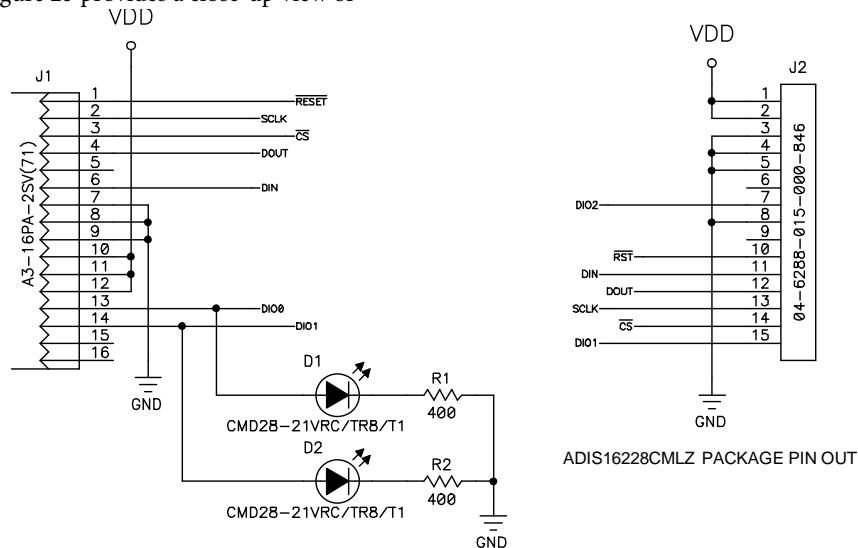 VDD
J1
A3-16PA-2SV(71)
1
RESET
2
SCLK
3
CS
4
DOUT
5
6
DIN
7
8
9
10
11
12
13
DIO0
14
DIO1
15
16
GND
D1
CMD28-21VRC/TR8/T1
R1
400
D2
CMD28-21VRC/TR8/T1
R2
400
GND
VDD
J2
04-6288-015-000-846
1
2
3
4
5
6
DIO2
7
8
9
RST
10
DIN
11
DOUT
12
SCLK
13
CS
14
DIO1
15
GND
ADIS16228CMLZ PACKAGE PIN OUT